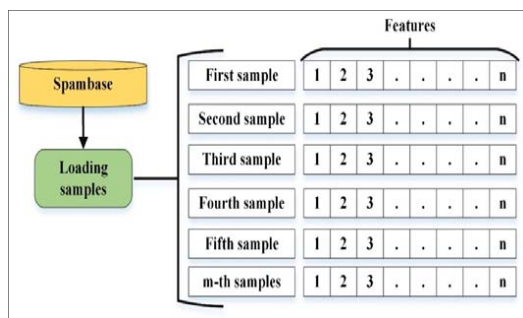 Features
Spambase
Loading
samples
First sample 1 2 3 . . . . n
Second sample 1 2 3 . . . . n
Third sample 1 2 3 . . . . n
Fourth sample 1 2 3 . . . . n
Fifth sample 1 2 3 . . . . n
m-th samples 1 2 3 . . . . n